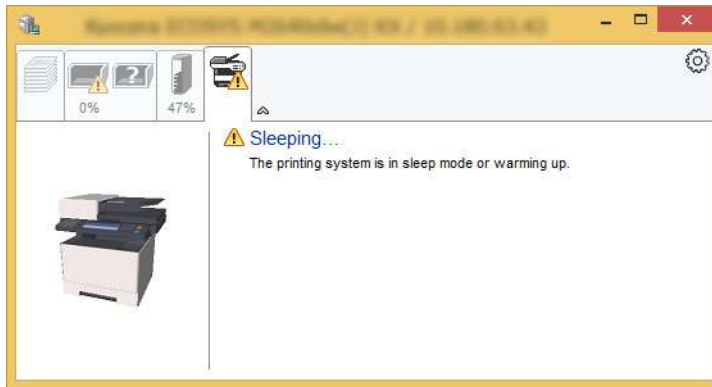 0%
47%
Sleeping...
The printing system is in sleep mode or warming up.